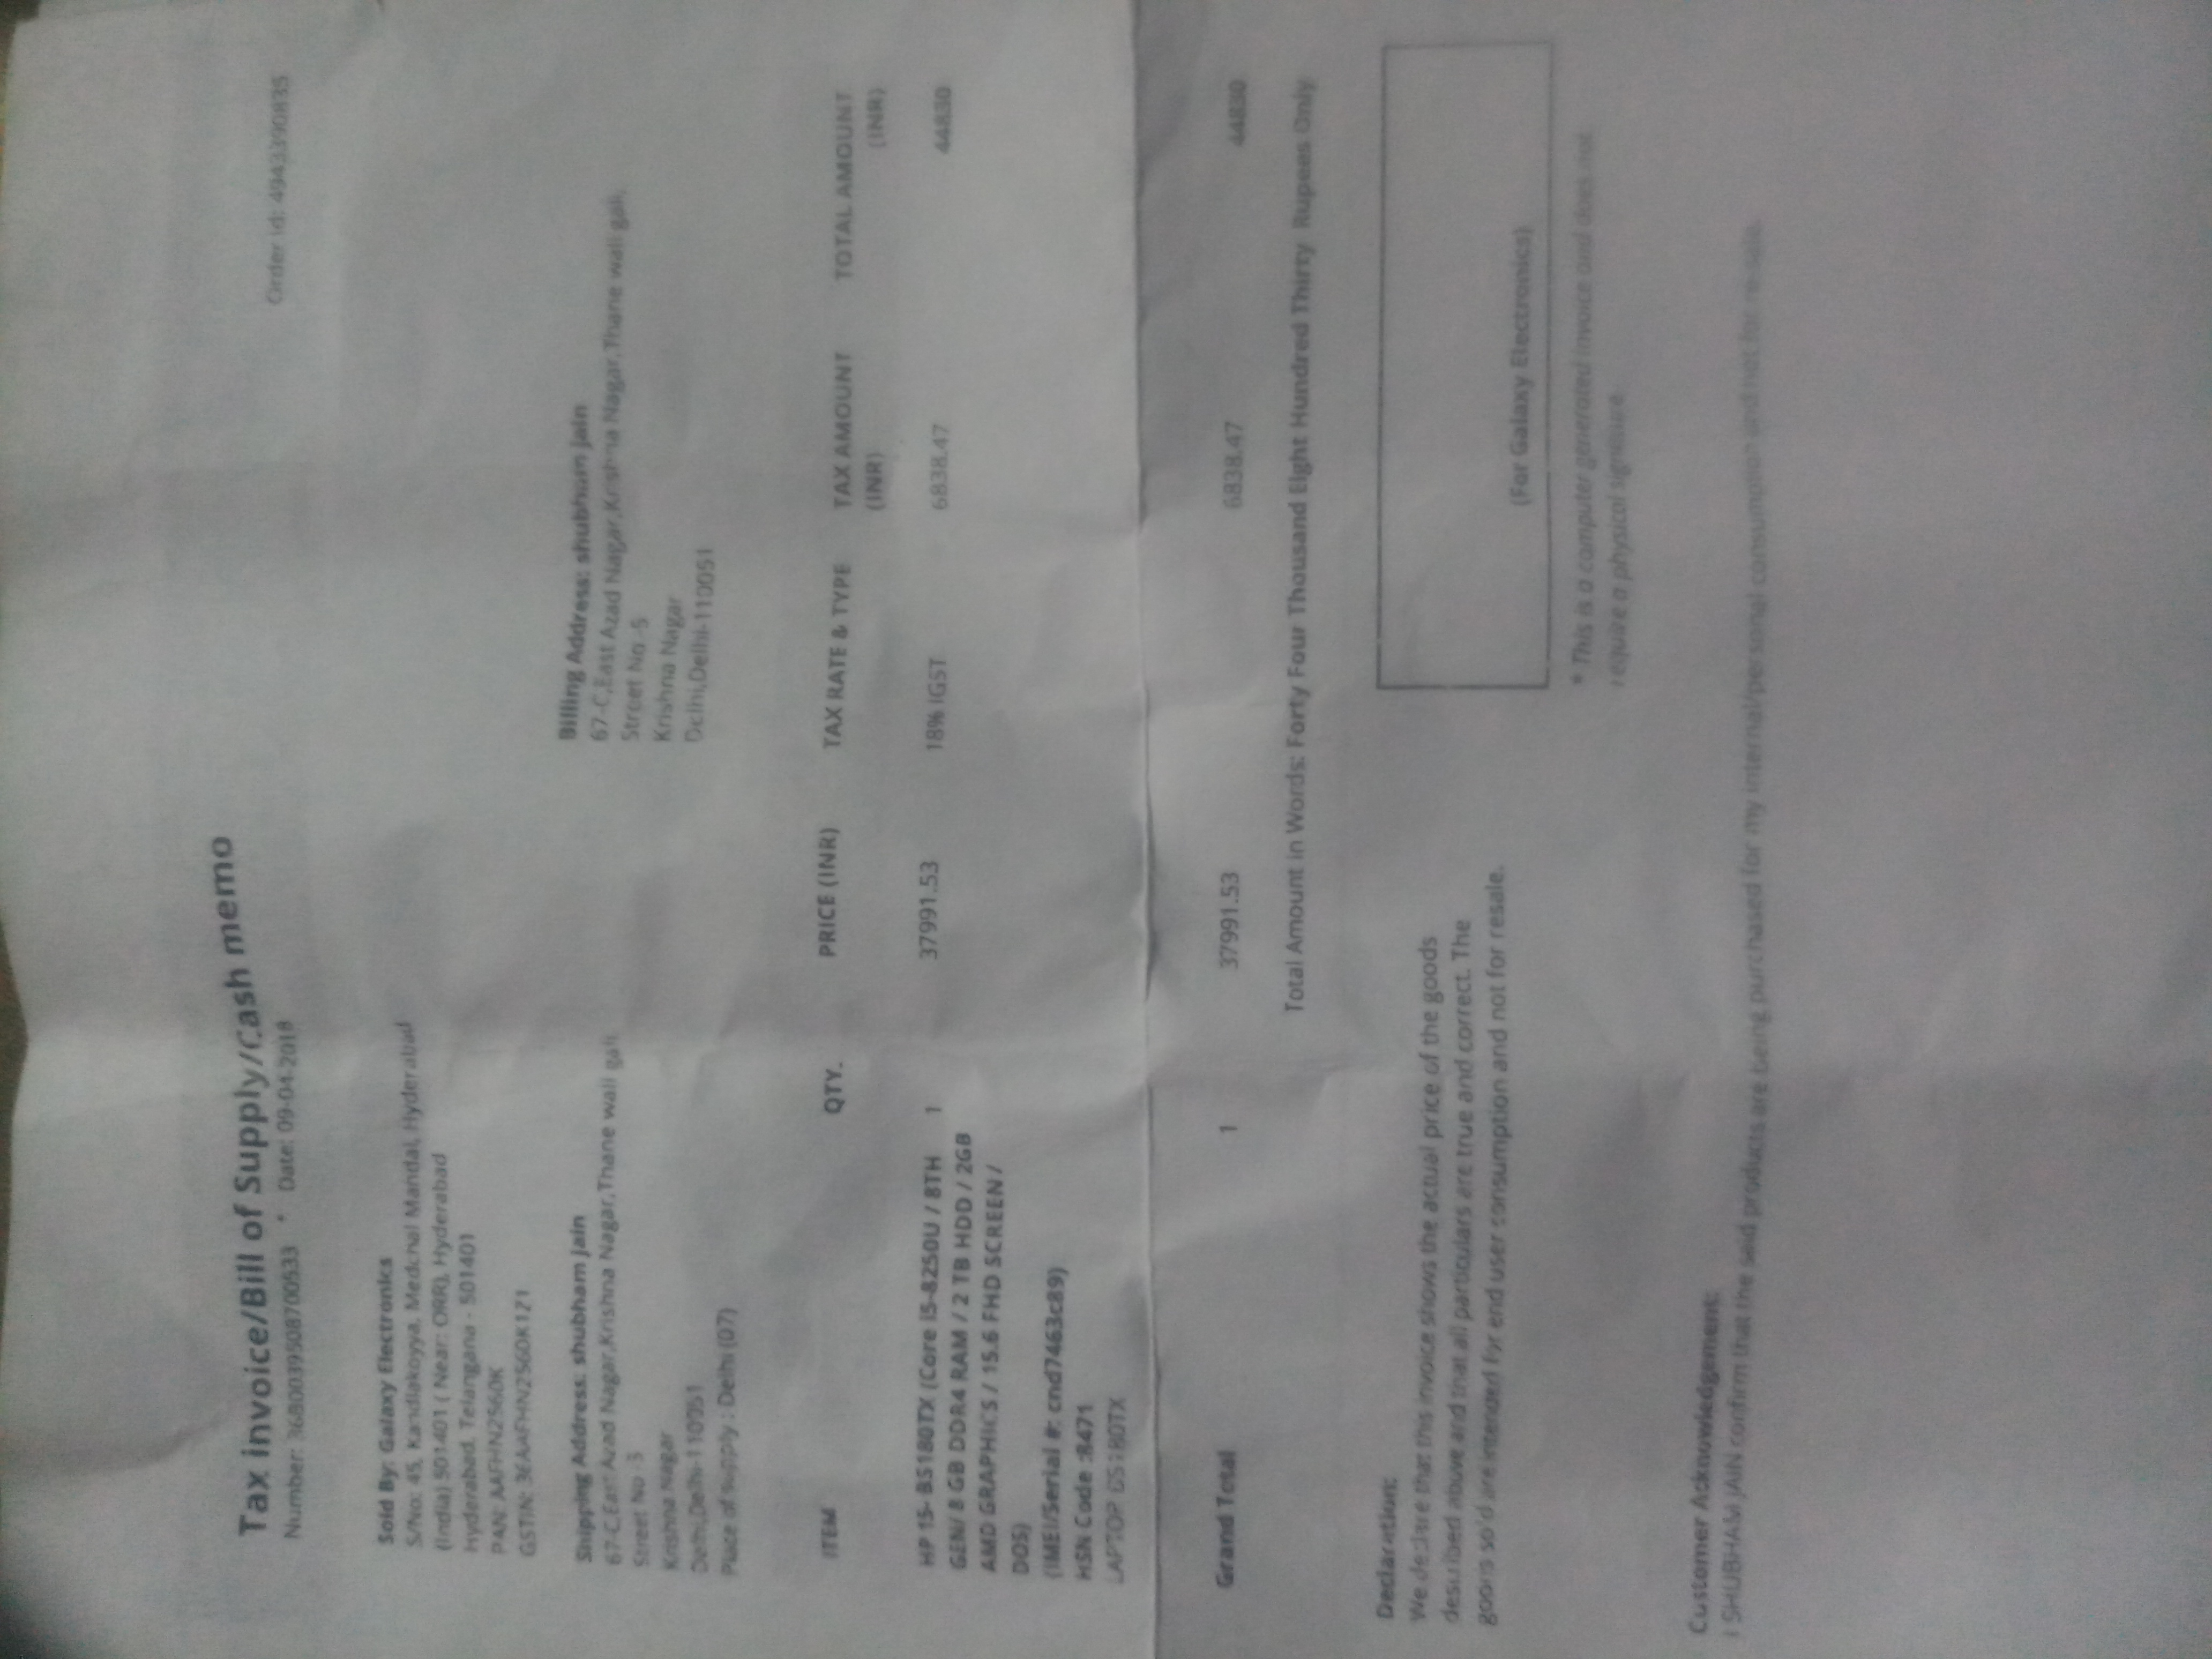 Tax invoice/Bill of Supply/Cash memo
Number: 3680039508700533 * Date: 09-04-2018
Order id: 4943390835
Sold By: Galaxy Electronics
S/No: 45, Kandlakoyya, Medchal Mandal, Hyderabad
(India) 501401 ( Near: ORR), Hyderabad
Hyderabad, Telangana - 501401
PAN: AAFHN2560K
GSTIN: 36AAFHN2560K1Z1
Shipping Address: shubham jain
67-C,East Azad Nagar,Krishna Nagar,Thane wali gali,
Street No
Krishna Nagar
Delhi,Delhi-110051
Place of supply : Delhi (07)
Billing Address: shubham jain
67-C,East Azad Nagar,Krishna Nagar,Thane wali gali,
Street No
Krishna Nagar
Delhi,Delhi-110051
ITEM QTY. PRICE (INR) TAX RATE & TYPE TAX AMOUNT TOTAL AMOUNT
(INR) (INR)
HP 15- BS180TX (Core i5-8250U / 8TH 1 37991.53 18% IGST 6838.47 44830
GEN/ 8 GB DDR4 RAM / 2 TB HDD / 2GB
AMD GRAPHICS / 15.6 FHD SCREEN /
DOS)
(IMEI/Serial #: cnd7463c89)
HSN Code :8471
LAPTOP
Grand Total 1 37991.53 6838.47 44830
Total Amount in Words: Forty Four Thousand Eight Hundred Thirty Rupees Only
Declaration:
We declare that this invoice shows the actual price of the goods
described above and that all particulars are true and correct. The
goods sold are intended for end user consumption and not for resale.
(For Galaxy Electronics)
* This is a computer generated invoice and does not
require a physical signature
Customer Acknowledgement:
I SHUBHAM JAIN confirm that the said products are being purchased for my internal/personal consumption and not for re-sale.